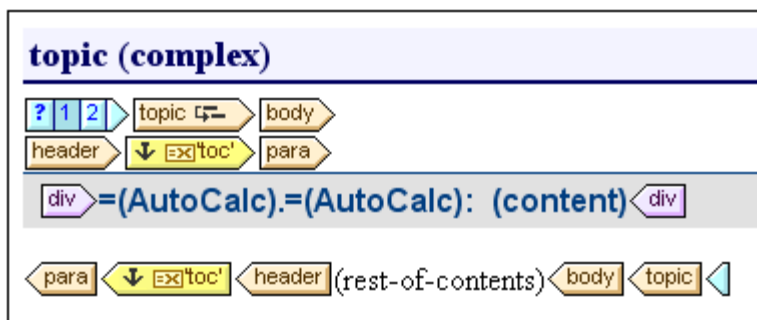 topic (complex)
? 1 2 topic body
header 'toc' para
div =(AutoCalc).=(AutoCalc): (content) div
para 'toc' header (rest-of-contents) body topic